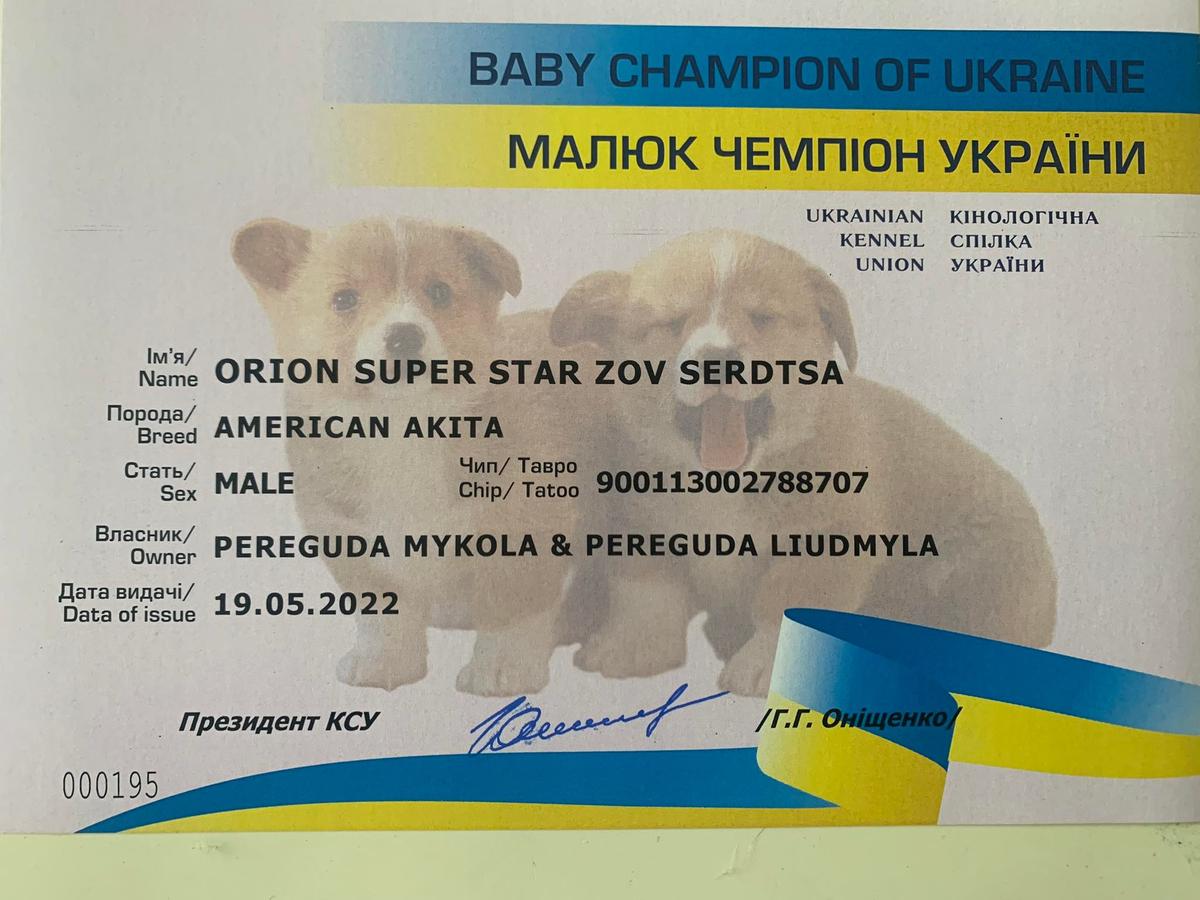 BABY CHAMPION OF UKRAINE
МАЛЮК ЧЕМПІОН УКРАЇНИ
UKRAINIAN КІНОЛОГІЧНА
KENNEL СПІЛКА
UNION УКРАЇНИ
Ім'я/
Name ORION SUPER STAR ZOV SERDTSA
Порода/
Breed AMERICAN AKITA
Стать/
Sex MALE
Чип/ Тавро
Chip/ Tatoo 900113002788707
Власник/
Owner PEREGUDA MYKOLA & PEREGUDA LIUDMYLA
Дата видачі/
Data of issue 19.05.2022
Президент КСУ /Г.Г. Оніщенко/
000195